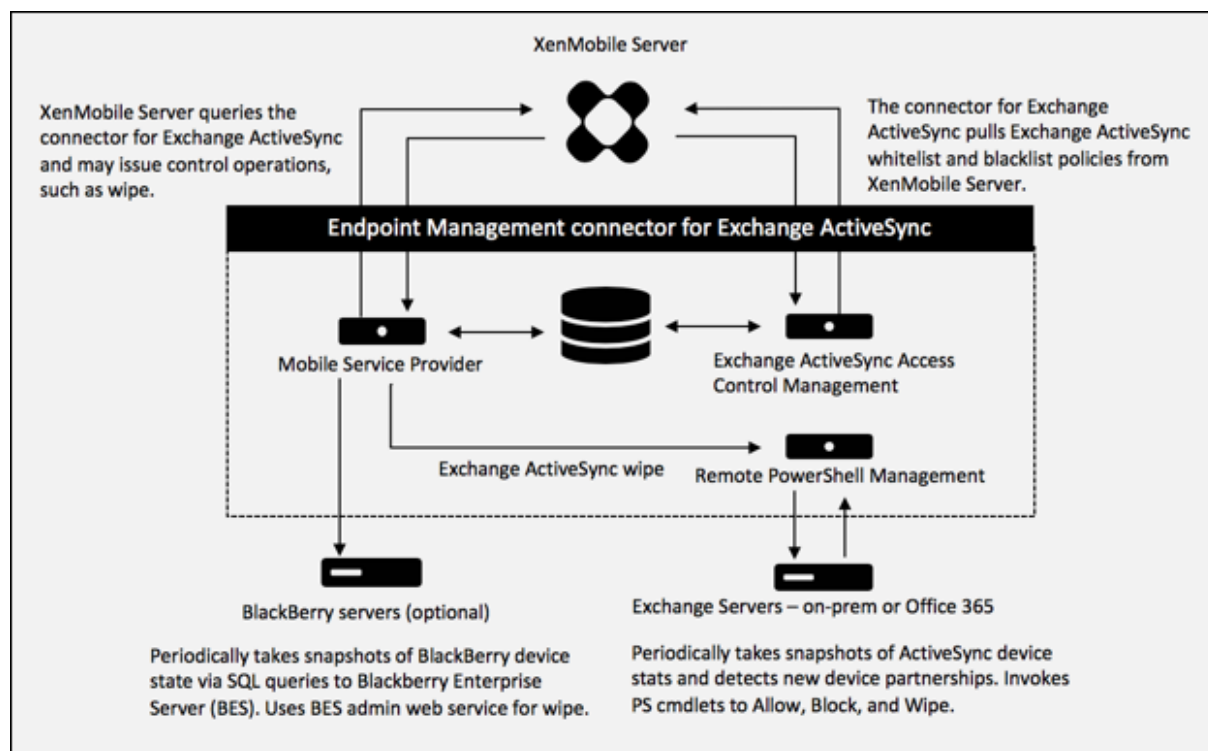 XenMobile Server
XenMobile Server queries the
connector for Exchange ActiveSync
and may issue control operations,
such as wipe.
The connector for Exchange
ActiveSync pulls Exchange ActiveSync
whitelist and blacklist policies from
XenMobile Server.
Endpoint Management connector for Exchange ActiveSync
Mobile Service Provider
Exchange ActiveSync Access
Control Management
Exchange ActiveSync wipe
Remote PowerShell Management
BlackBerry servers (optional)
Periodically takes snapshots of BlackBerry device
state via SQL queries to Blackberry Enterprise
Server (BES). Uses BES admin web service for wipe.
Exchange Servers – on-prem or Office 365
Periodically takes snapshots of ActiveSync device
stats and detects new device partnerships. Invokes
PS cmdlets to Allow, Block, and Wipe.